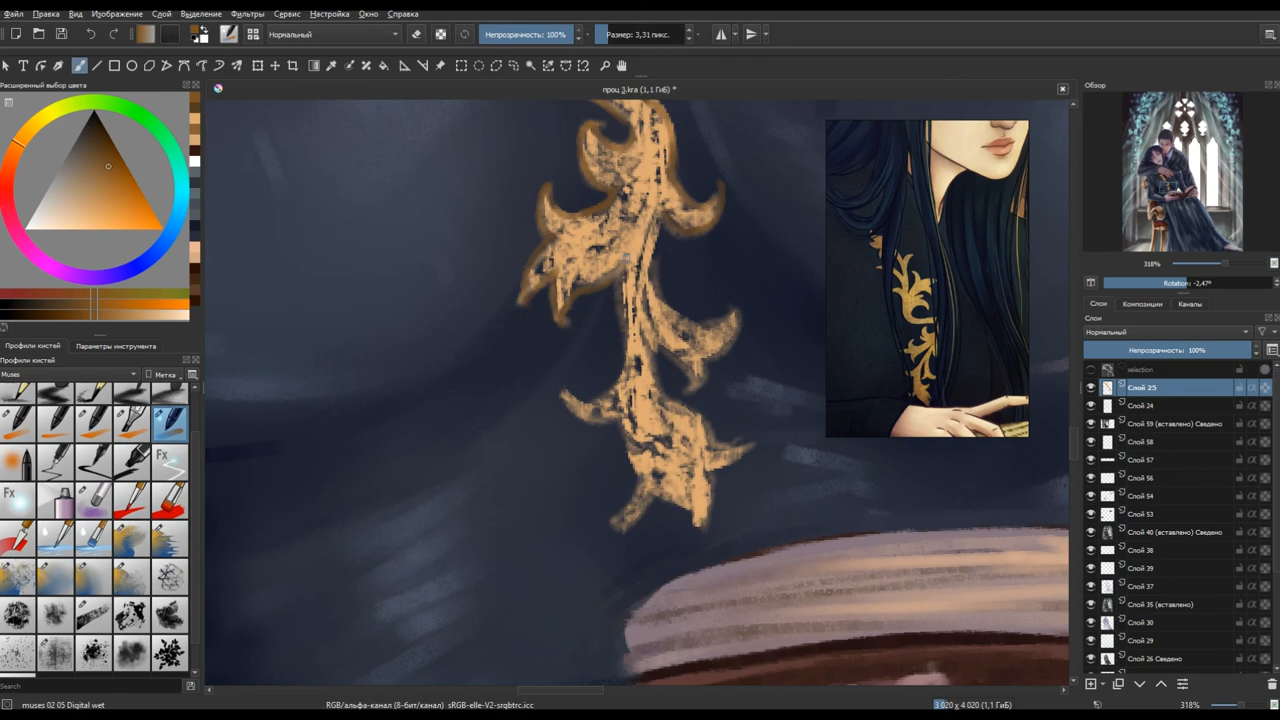 Файл Правка Вид Изображение Слой Выделение Фильтры Сервис Настройка Окно Справка
Нормальный Непрозрачность: 100% Размер: 3,31 пикс.
Расширенный выбор цвета
проц 3.kra (1,1 ГиБ) *
Обзор
318%
Rotation: -2,47°
Слои Композиции Каналы
Слои
Нормальный
Непрозрачность: 100%
selection
Слой 25
Слой 24
Слой 59 (вставлено) Сведено
Слой 58
Слой 57
Слой 56
Слой 54
Слой 53
Слой 40 (вставлено) Сведено
Слой 38
Слой 39
Слой 37
Слой 35 (вставлено)
Слой 30
Слой 29
Слой 26 Сведено
Профили кистей Параметры инструмента
Профили кистей
Muses Метка
Fx
Fx
Search
muses 02 05 Digital wet RGB/альфа-канал (8-бит/канал) sRGB-elle-V2-srgbtrc.icc 3 020 x 4 020 (1,1 ГиБ) 318%